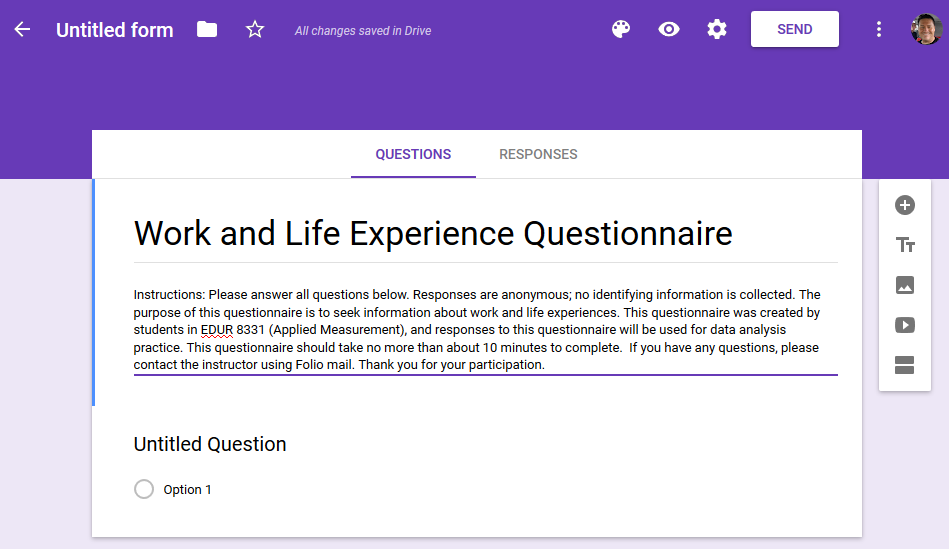 Untitled form
All changes saved in Drive
SEND
QUESTIONS
RESPONSES
Work and Life Experience Questionnaire
Instructions: Please answer all questions below. Responses are anonymous; no identifying information is collected. The
purpose of this questionnaire is to seek information about work and life experiences. This questionnaire was created by
students in EDUR 8331 (Applied Measurement), and responses to this questionnaire will be used for data analysis
practice. This questionnaire should take no more than about 10 minutes to complete.  If you have any questions, please
contact the instructor using Folio mail. Thank you for your participation.
Tт
Untitled Question
Option 1